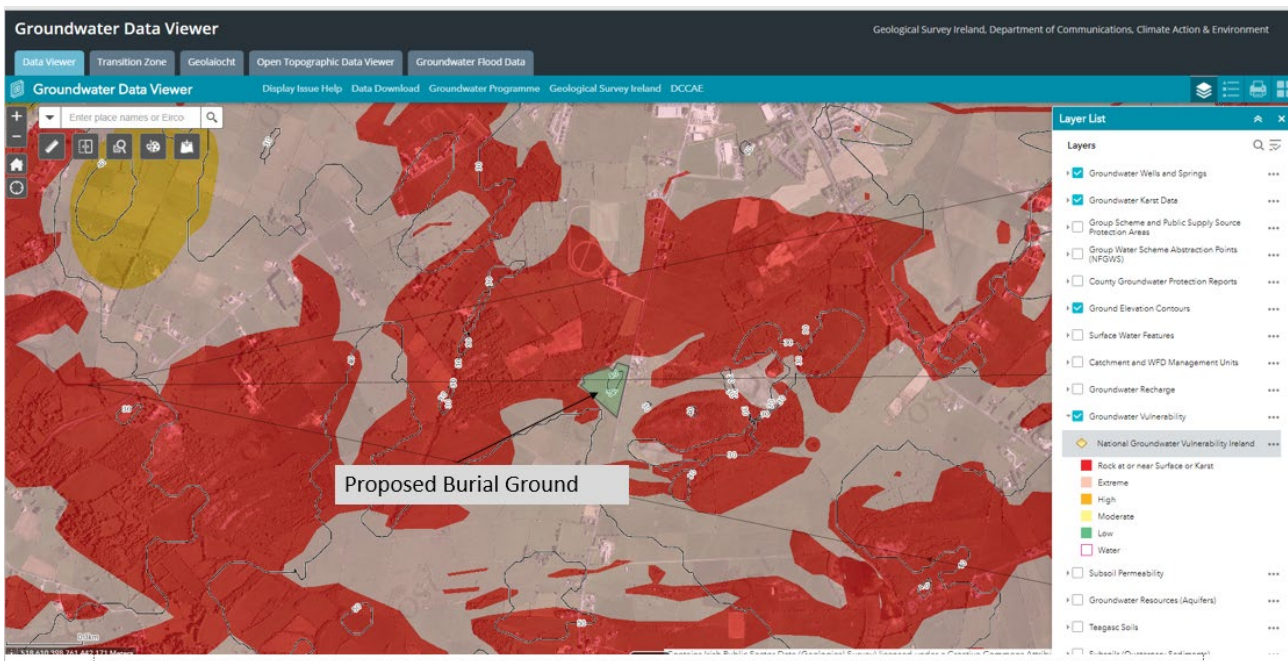 Groundwater Data Viewer
Geological Survey Ireland, Department of Communications, Climate Action & Environment
Data Viewer
Transition Zone
Geolaíocht
Open Topographic Data Viewer
Groundwater Flood Data
Groundwater Data Viewer
Display Issue Help
Data Download
Groundwater Programme
Geological Survey Ireland
DCCAE
Enter place names or Eirco
Layer List
Layers
Groundwater Wells and Springs
Groundwater Karst Data
Group Scheme and Public Supply Source
Protection Areas
Group Water Scheme Abstraction Points
(NFGWS)
County Groundwater Protection Reports
Ground Elevation Contours
Surface Water Features
Catchment and WFD Management Units
Groundwater Recharge
Groundwater Vulnerability
National Groundwater Vulnerability Ireland
Rock at or near Surface or Karst
Extreme
High
Moderate
Low
Water
Subsoil Permeability
Groundwater Resources (Aquifers)
Teagasc Soils
Proposed Burial Ground